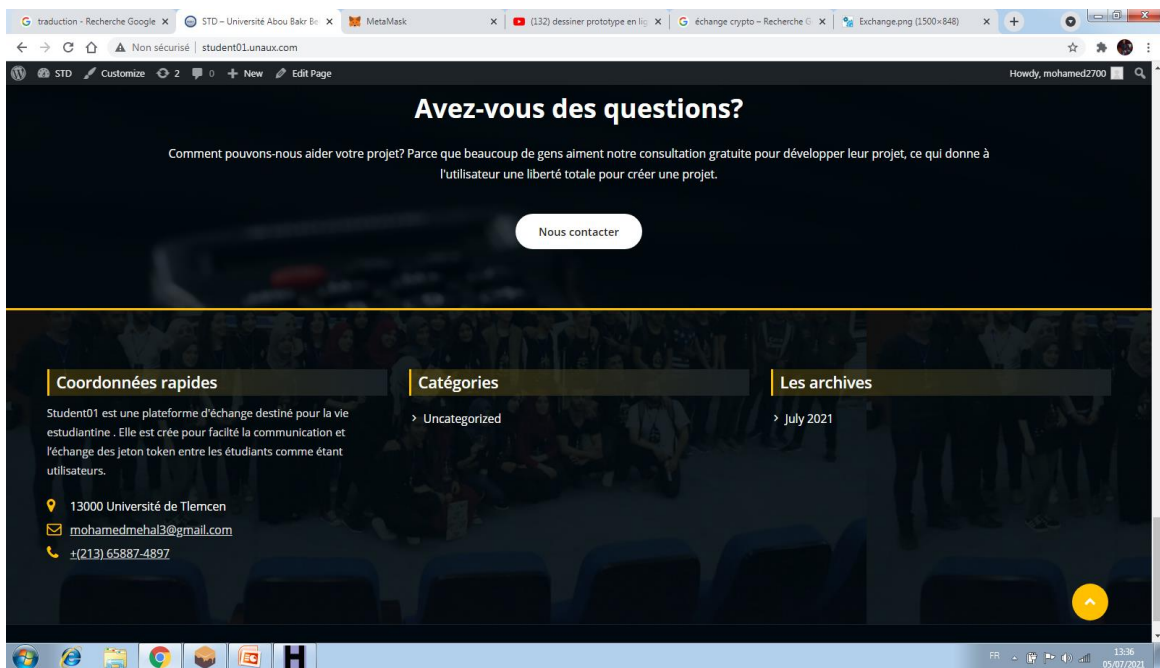 traduction - Recherche Google
STD – Université Abou Bakr Be
MetaMask
(132) dessiner prototype en lig
échange crypto – Recherche G
Exchange.png (1500×848)
Non sécurisé | student01.unaux.com
STD Customize 2 0 + New Edit Page Howdy, mohamed2700
Avez-vous des questions?
Comment pouvons-nous aider votre projet? Parce que beaucoup de gens aiment notre consultation gratuite pour développer leur projet, ce qui donne à
l'utilisateur une liberté totale pour créer une projet.
Nous contacter
Coordonnées rapides
Student01 est une plateforme d'échange destiné pour la vie
estudiantine . Elle est crée pour facilté la communication et
l'échange des jeton token entre les étudiants comme étant
utilisateurs.
13000 Université de Tlemcen
mohamedmehal3@gmail.com
+(213) 65887-4897
Catégories
> Uncategorized
Les archives
> July 2021
FR
13:36
05/07/2021